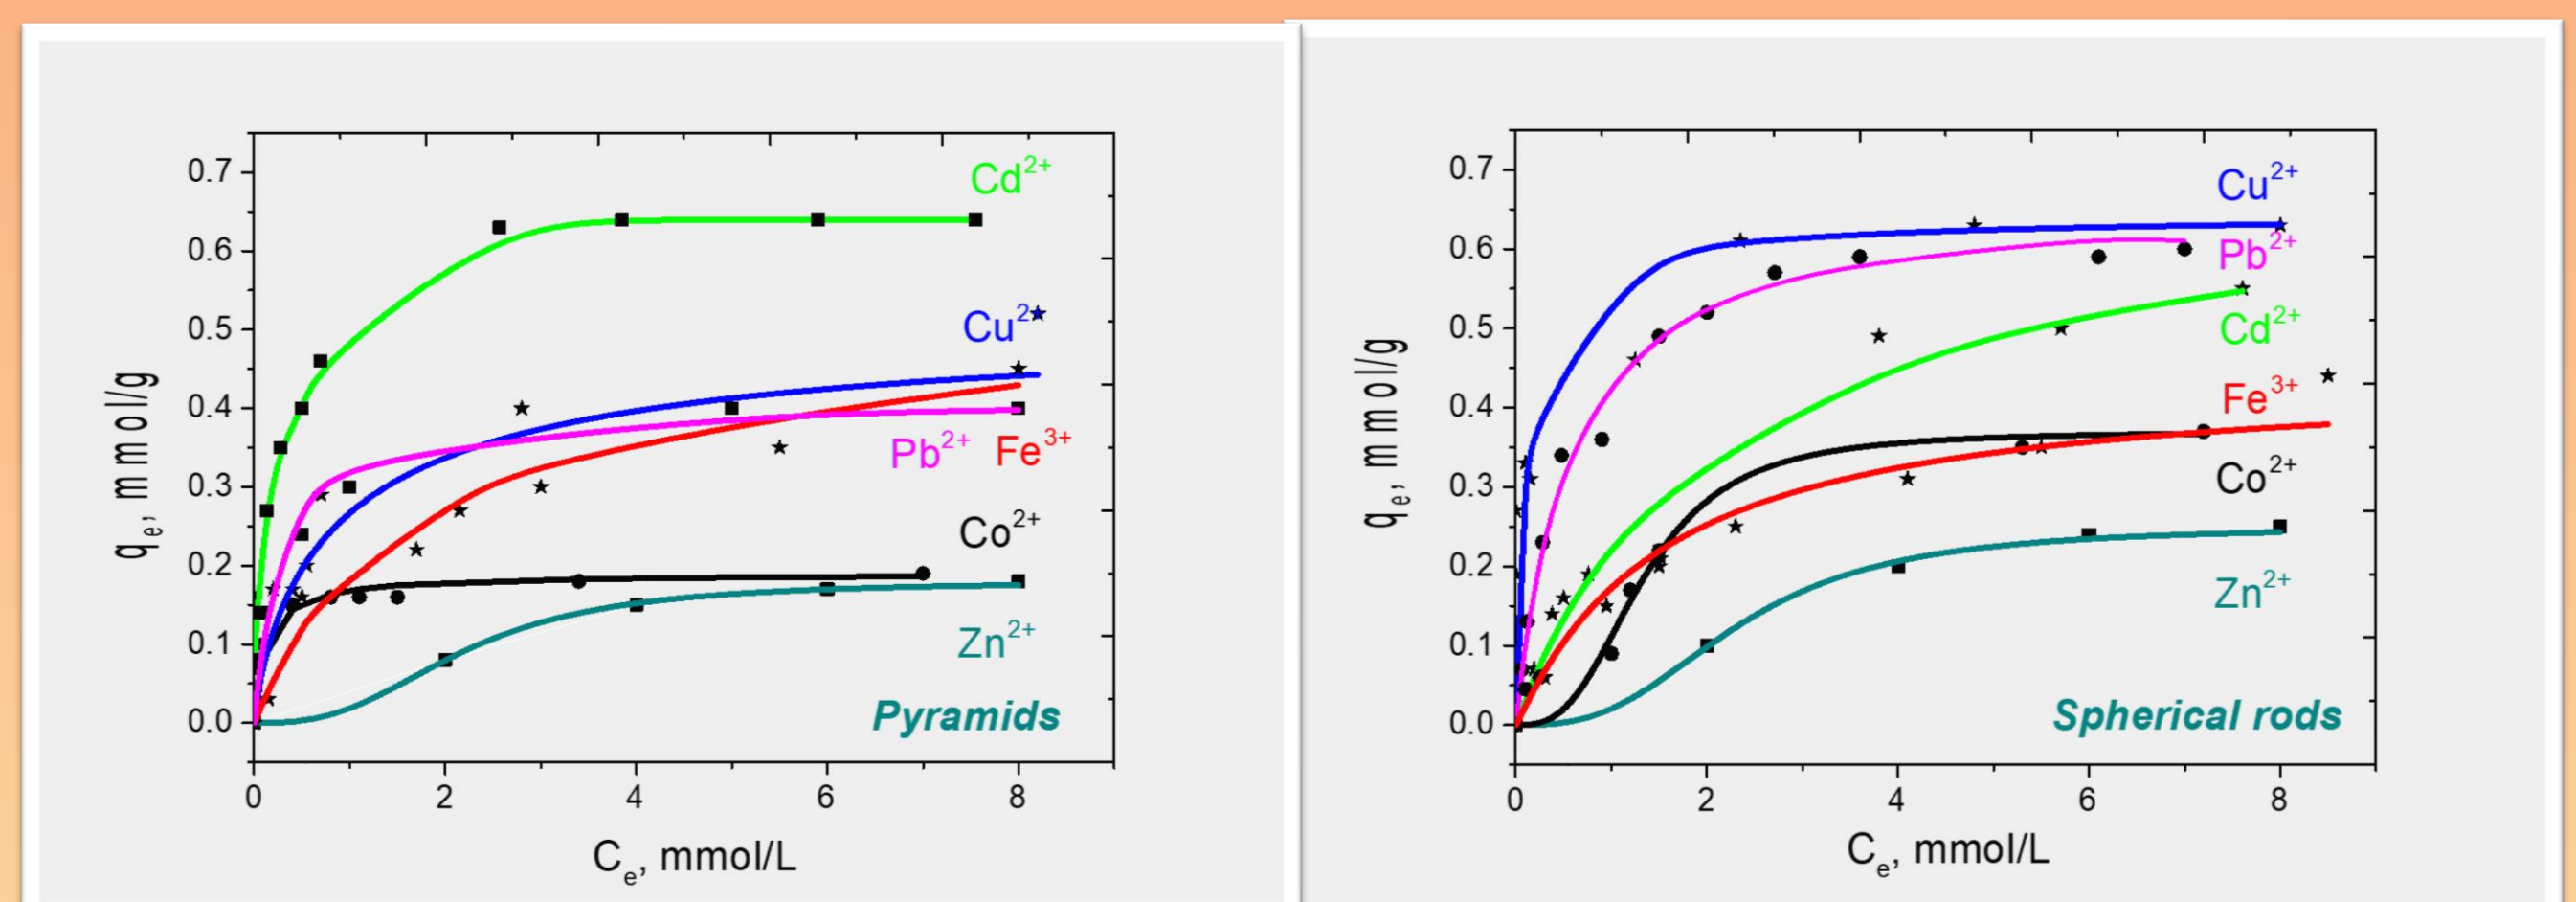 0.7
0.6
0.5
0.4
0.3
0.2
0.1
0.0
qe, mmol/g
Cd2+
Cu2+
Pb2+ Fe3+
Co2+
Zn2+
Pyramids
0 2 4 6 8
Ce, mmol/L
0.7
0.6
0.5
0.4
0.3
0.2
0.1
0.0
qe, mmol/g
Cu2+
Pb2+
Cd2+
Fe3+
Co2+
Zn2+
Spherical rods
0 2 4 6 8
Ce, mmol/L